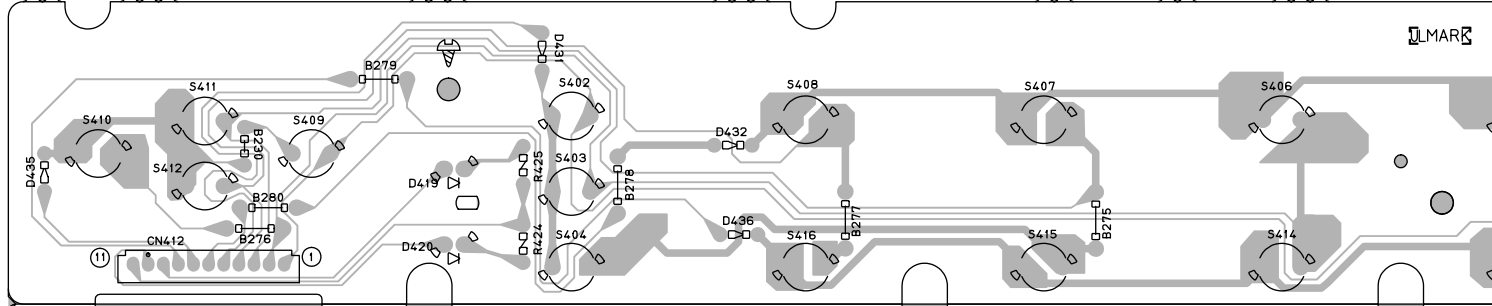 ULMARK
D431
B279
S411
S402
S408
S407
S406
S410
S409
B230
D432
S403
R425
S412
D435
D419
B278
B280
B277
B275
D436
B276
CN412
D420
R424
S404
S416
S415
S414
11
1